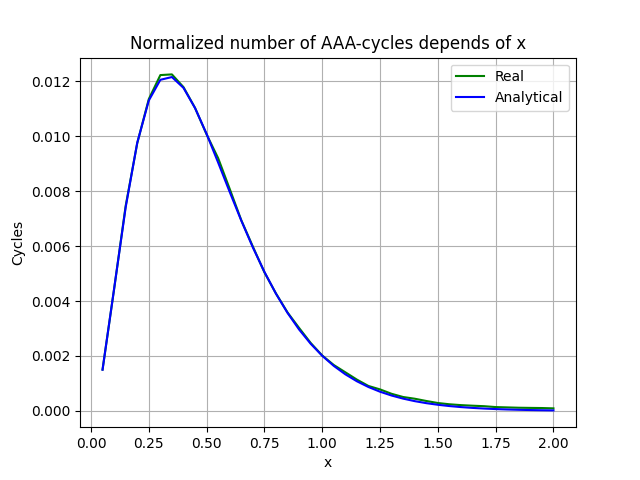 Normalized number of AAA-cycles depends of x
Real
Analytical
0.012
0.010
0.008
0.006
0.004
0.002
0.000
Cycles
0.00 0.25 0.50 0.75 1.00 1.25 1.50 1.75 2.00
x